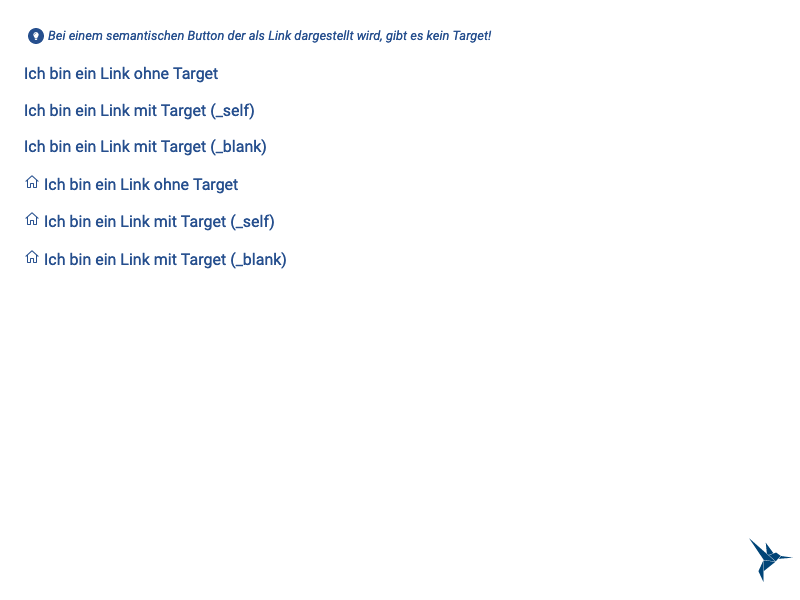 Bei einem semantischen Button der als Link dargestellt wird, gibt es kein Target!
Ich bin ein Link ohne Target
Ich bin ein Link mit Target (_self)
Ich bin ein Link mit Target (_blank)
Ich bin ein Link ohne Target
Ich bin ein Link mit Target (_self)
Ich bin ein Link mit Target (_blank)